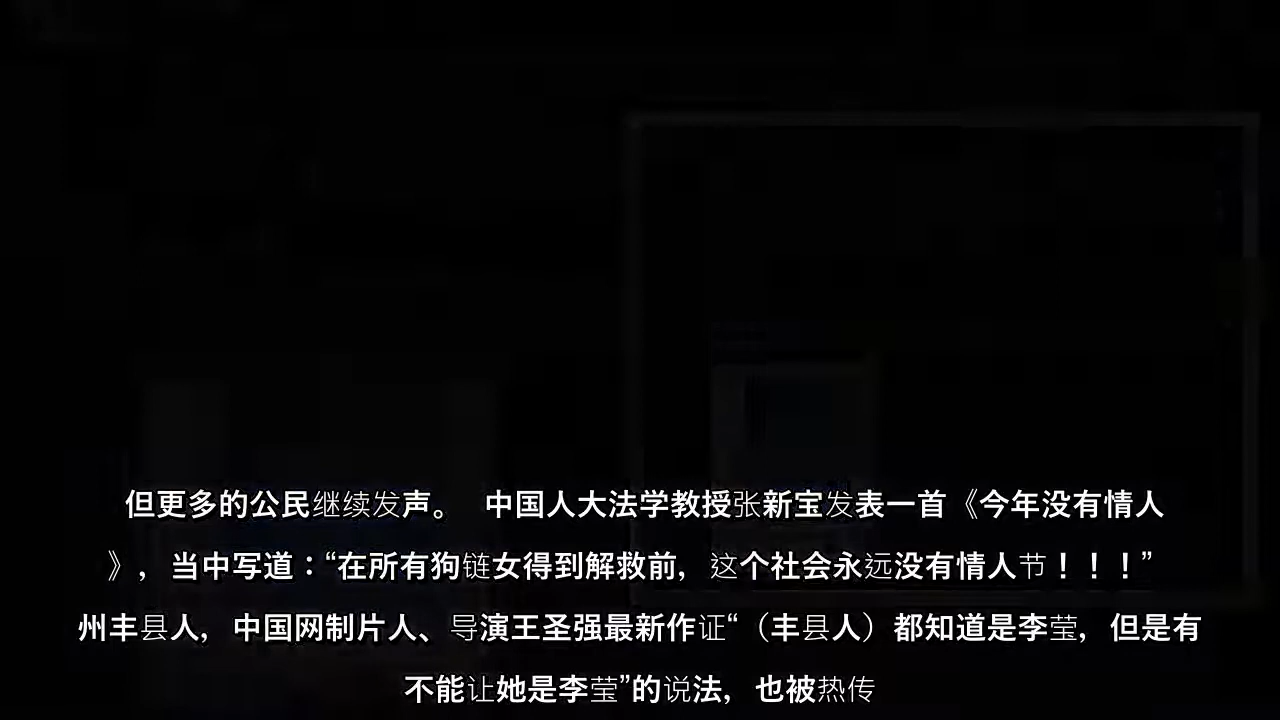 但更多的公民继续发声。 中国人大法学教授张新宝发表一首《今年没有情人
》，当中写道：“在所有狗链女得到解救前，这个社会永远没有情人节！！！”
州丰县人，中国网制片人、导演王圣强最新作证“（丰县人）都知道是李莹，但是有
不能让她是李莹”的说法，也被热传